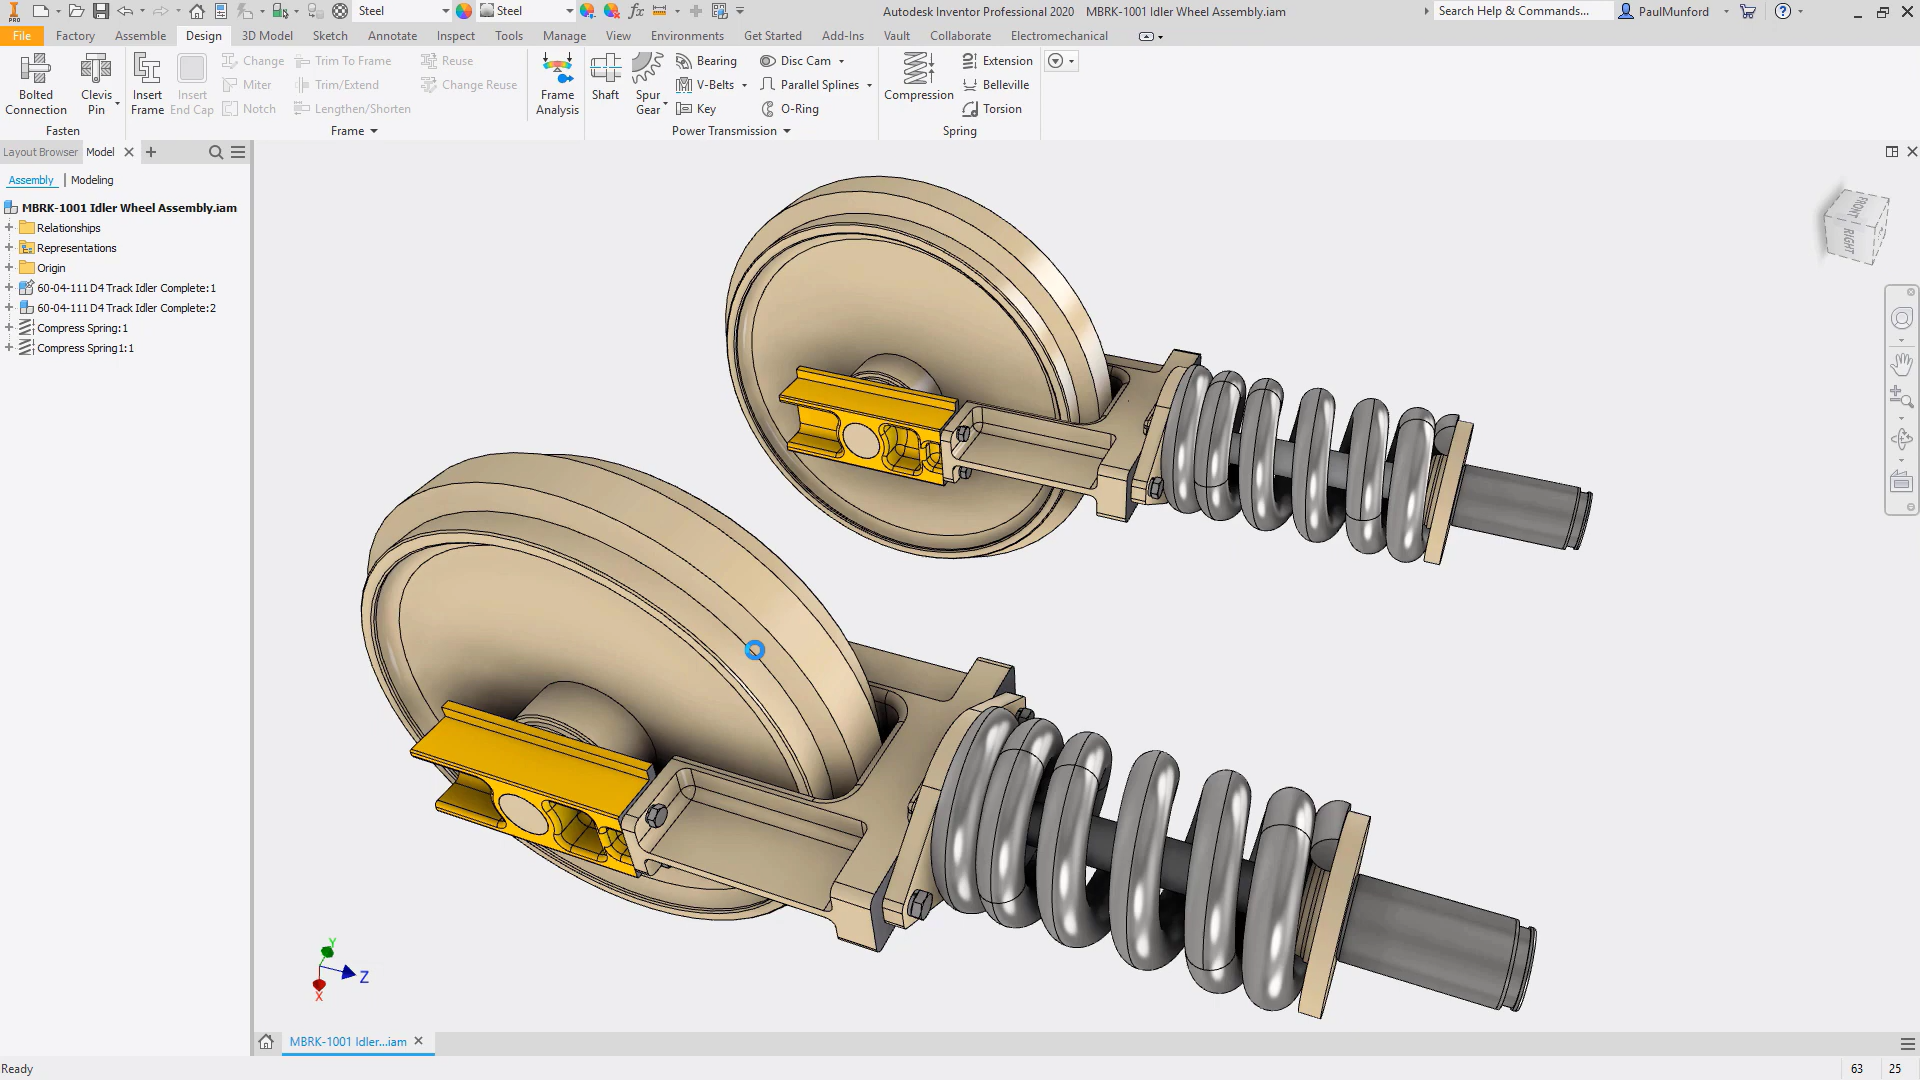 PRO Steel Steel fx Autodesk Inventor Professional 2020 MBRK-1001 Idler Wheel Assembly.iam Search Help & Commands... PaulMunford
File Factory Assemble Design 3D Model Sketch Annotate Inspect Tools Manage View Environments Get Started Add-Ins Vault Collaborate Electromechanical
Bolted Connection
Clevis Pin
Fasten
Insert Frame
Insert End Cap
Change
Miter
Notch
Trim To Frame
Trim/Extend
Lengthen/Shorten
Reuse
Change Reuse
Frame
Frame Analysis
Shaft
Spur Gear
Bearing
V-Belts
Key
Disc Cam
Parallel Splines
O-Ring
Power Transmission
Compression
Extension
Belleville
Torsion
Spring
Layout Browser Model
Assembly Modeling
MBRK-1001 Idler Wheel Assembly.iam
Relationships
Representations
Origin
60-04-111 D4 Track Idler Complete:1
60-04-111 D4 Track Idler Complete:2
Compress Spring:1
Compress Spring1:1
FRONT
RIGHT
Y
Z
X
MBRK-1001 Idler...iam
Ready 63 25